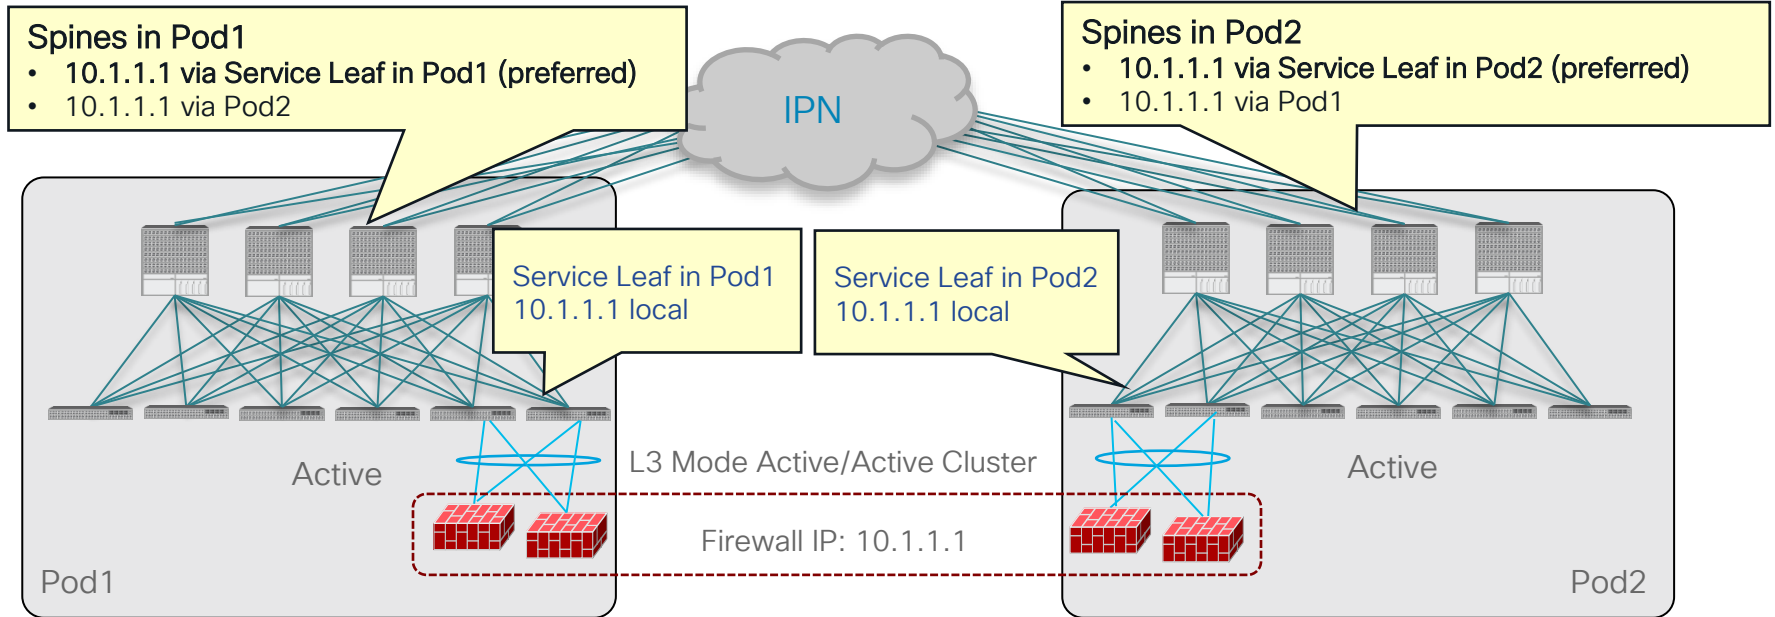 Spines in Pod1
• 10.1.1.1 via Service Leaf in Pod1 (preferred)
• 10.1.1.1 via Pod2
IPN
Spines in Pod2
• 10.1.1.1 via Service Leaf in Pod2 (preferred)
• 10.1.1.1 via Pod1
Service Leaf in Pod1
10.1.1.1 local
Service Leaf in Pod2
10.1.1.1 local
Active
L3 Mode Active/Active Cluster
Active
Firewall IP: 10.1.1.1
Pod1
Pod2